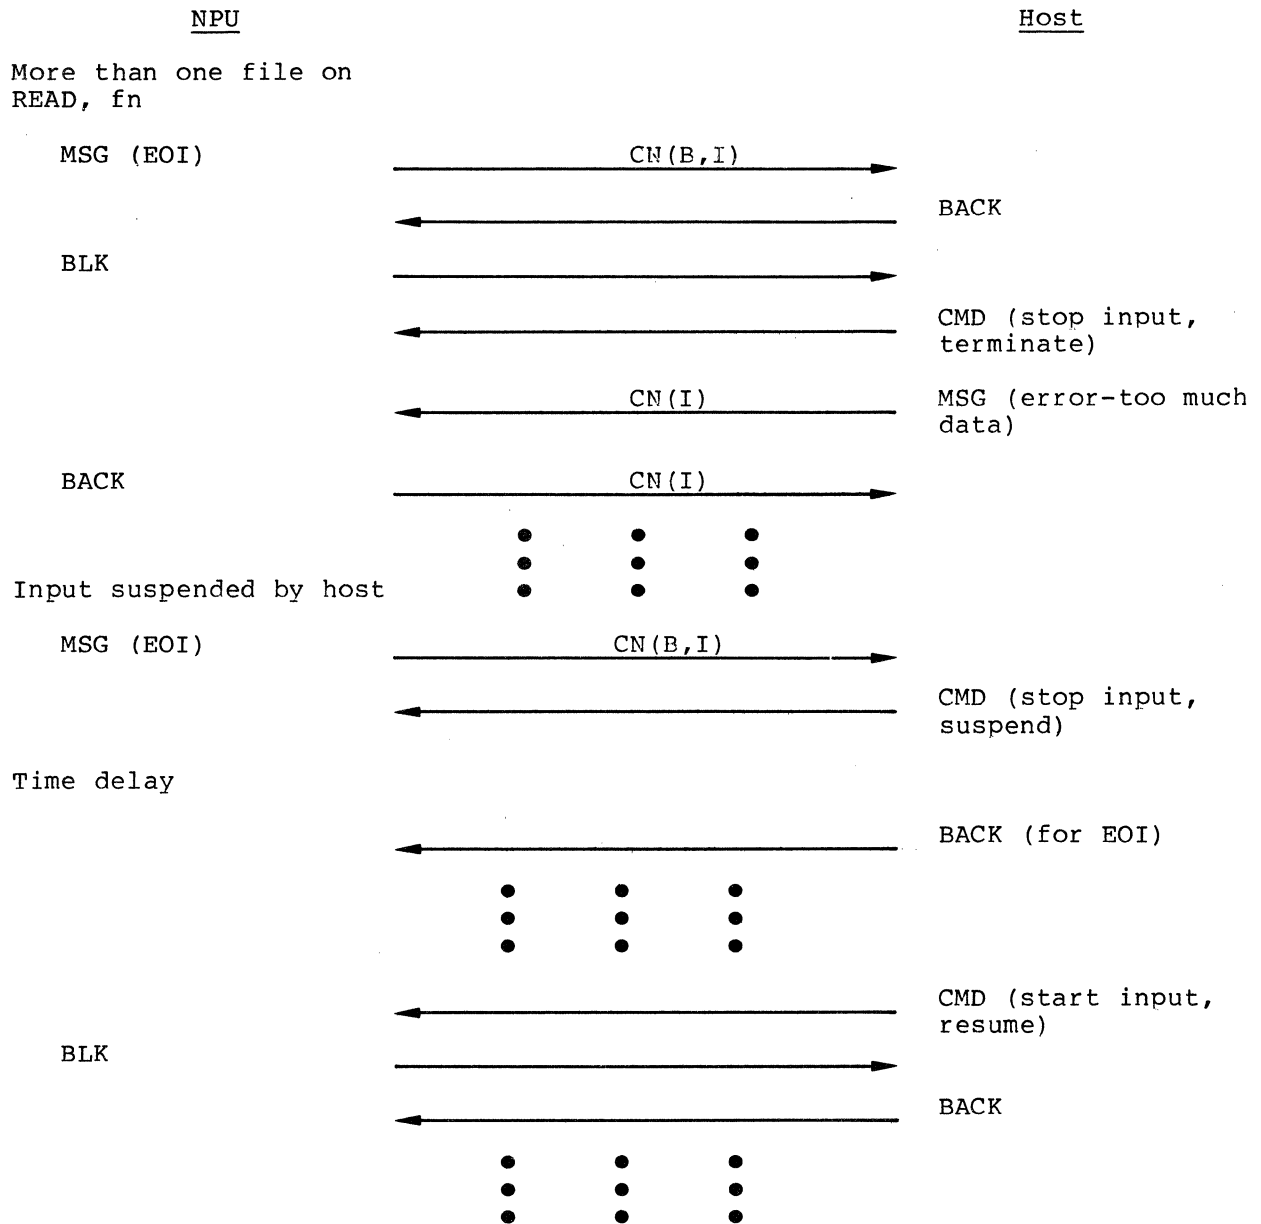 NPU Host
More than one file on
READ, fn
MSG (EOI) CN(B,I)
BACK
BLK
CMD (stop input,
terminate)
CN(I) MSG (error-too much
data)
BACK CN(I)
Input suspended by host
MSG (EOI) CN(B,I)
CMD (stop input,
suspend)
Time delay
BACK (for EOI)
CMD (start input,
resume)
BLK
BACK